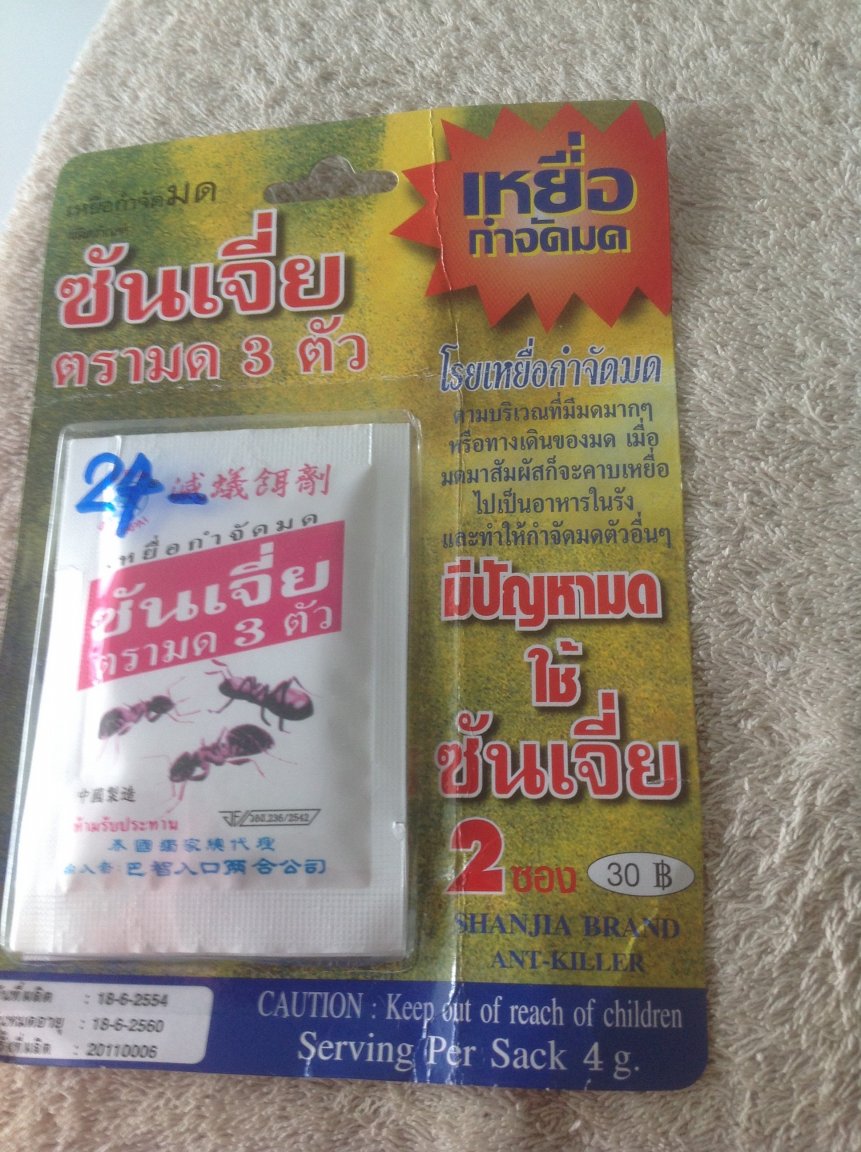 เหยื่อกำจัดมด
ผลิตภัณฑ์
ซันเจี่ย
ตรามด 3 ตัว
เหยื่อ
กำจัดมด
โรยเหยื่อกำจัดมด
ตามบริเวณที่มีมดมากๆ
หรือทางเดินของมด เมื่อ
มดมาสัมผัสก็จะคาบเหยื่อ
ไปเป็นอาหารในรัง
และทำให้กำจัดมดตัวอื่นๆ
มีปัญหามด
ใช้
ซันเจี่ย
2 ซอง 30 ฿
SHANJIA BRAND
ANT-KILLER
24-
滅蟻餌劑
เหยื่อกำจัดมด
ซันเจี่ย
ตรามด 3 ตัว
中國製造
ห้ามรับประทาน
泰國獨家總代理
入者:巴智入口兩合公司
: 18-6-2554
: 18-6-2560
: 20110006
CAUTION : Keep out of reach of children
Serving Per Sack 4 g.